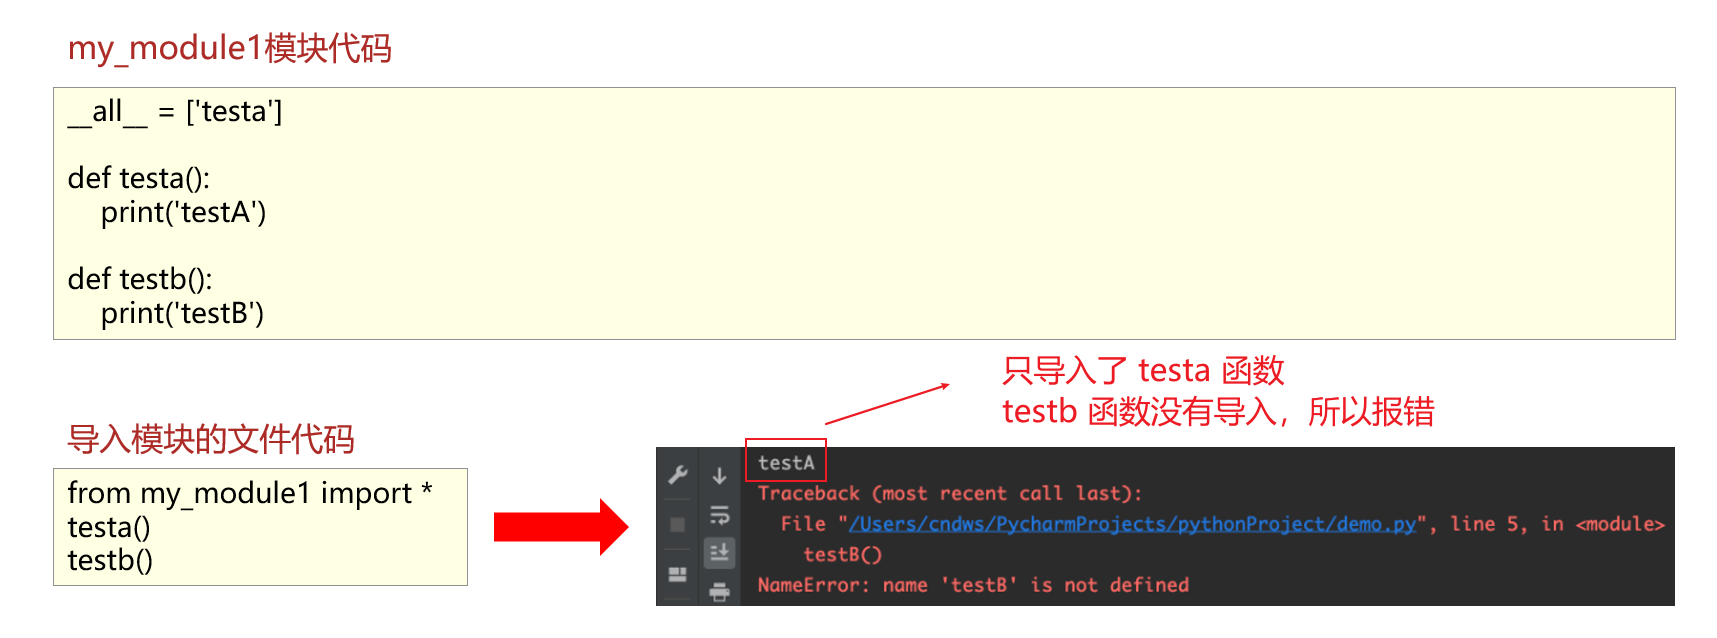 my_module1模块代码
__all__ = ['testa']
def testa():
print('testA')
def testb():
print('testB')
只导入了 testa 函数
testb 函数没有导入，所以报错
导入模块的文件代码
from my_module1 import *
testa()
testb()
testA
Traceback (most recent call last):
File "/Users/cndws/PycharmProjects/pythonProject/demo.py", line 5, in <module>
testB()
NameError: name 'testB' is not defined